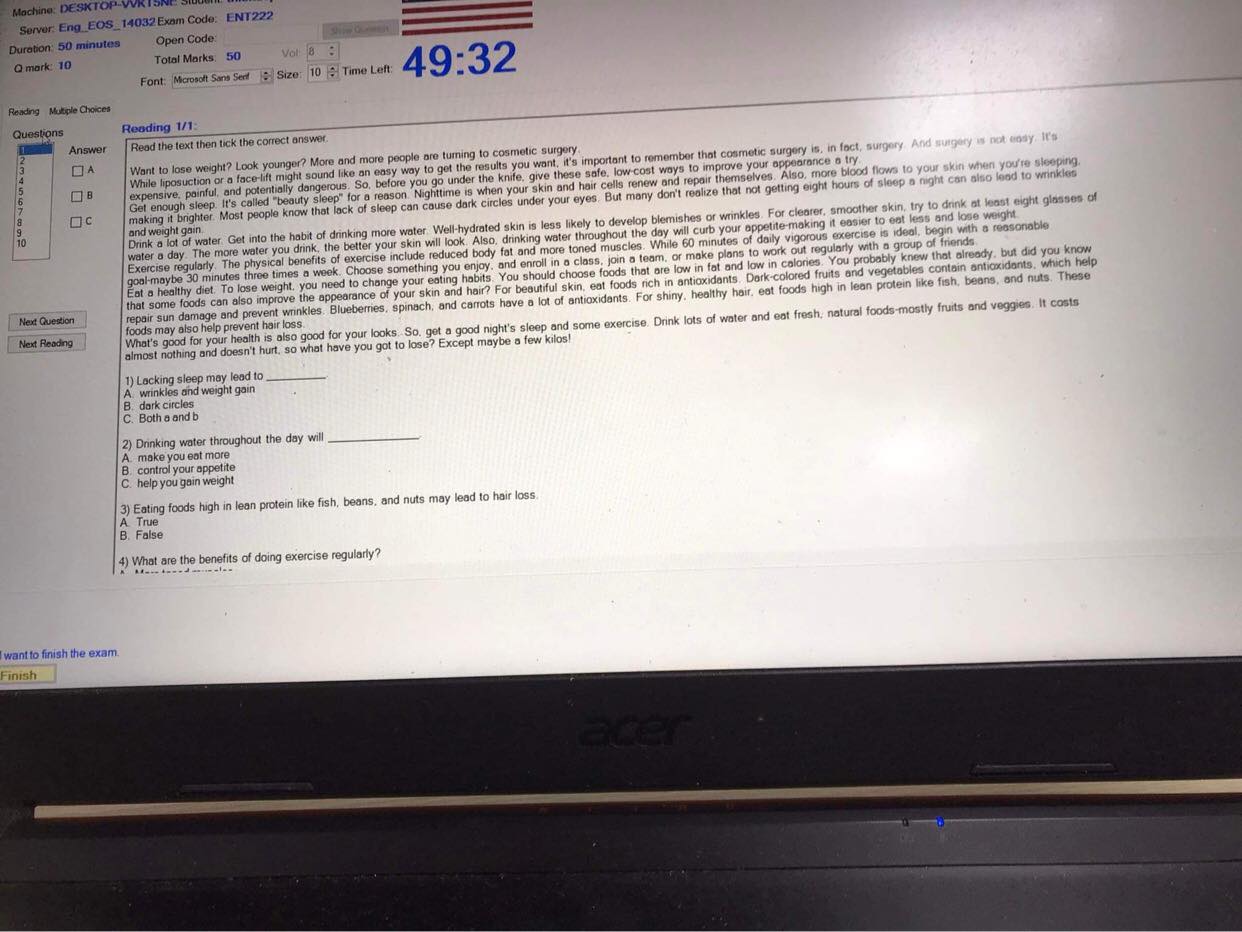 Machine: DESKTOP-VVKT5NE Student:
Server: Eng_EOS_14032 Exam Code: ENT222
Duration: 50 minutes Open Code: Show Question
Q mark: 10 Total Marks: 50 Vol: 8
Font: Microsoft Sans Serif Size: 10 Time Left: 49:32
Reading Multiple Choices
Questions
1
2
3
4
5
6
7
8
9
10
Answer
A
B
C
Next Question
Next Reading
Reading 1/1:
Read the text then tick the correct answer.
Want to lose weight? Look younger? More and more people are turning to cosmetic surgery.
While liposuction or a face-lift might sound like an easy way to get the results you want, it's important to remember that cosmetic surgery is, in fact, surgery. And surgery is not easy. It's
expensive, painful, and potentially dangerous. So, before you go under the knife, give these safe, low-cost ways to improve your appearance a try.
Get enough sleep. It's called "beauty sleep" for a reason. Nighttime is when your skin and hair cells renew and repair themselves. Also, more blood flows to your skin when you're sleeping,
making it brighter. Most people know that lack of sleep can cause dark circles under your eyes. But many don't realize that not getting eight hours of sleep a night can also lead to wrinkles
and weight gain.
Drink a lot of water. Get into the habit of drinking more water. Well-hydrated skin is less likely to develop blemishes or wrinkles. For clearer, smoother skin, try to drink at least eight glasses of
water a day. The more water you drink, the better your skin will look. Also, drinking water throughout the day will curb your appetite-making it easier to eat less and lose weight.
Exercise regularly. The physical benefits of exercise include reduced body fat and more toned muscles. While 60 minutes of daily vigorous exercise is ideal, begin with a reasonable
goal-maybe 30 minutes three times a week. Choose something you enjoy, and enroll in a class, join a team, or make plans to work out regularly with a group of friends.
Eat a healthy diet. To lose weight, you need to change your eating habits. You should choose foods that are low in fat and low in calories. You probably knew that already, but did you know
that some foods can also improve the appearance of your skin and hair? For beautiful skin, eat foods rich in antioxidants. Dark-colored fruits and vegetables contain antioxidants, which help
repair sun damage and prevent wrinkles. Blueberries, spinach, and carrots have a lot of antioxidants. For shiny, healthy hair, eat foods high in lean protein like fish, beans, and nuts. These
foods may also help prevent hair loss.
What's good for your health is also good for your looks. So, get a good night's sleep and some exercise. Drink lots of water and eat fresh, natural foods-mostly fruits and veggies. It costs
almost nothing and doesn't hurt, so what have you got to lose? Except maybe a few kilos!
1) Lacking sleep may lead to __________.
A. wrinkles and weight gain
B. dark circles
C. Both a and b
2) Drinking water throughout the day will _______________.
A. make you eat more
B. control your appetite
C. help you gain weight
3) Eating foods high in lean protein like fish, beans, and nuts may lead to hair loss.
A. True
B. False
4) What are the benefits of doing exercise regularly?
I want to finish the exam.
Finish
acer